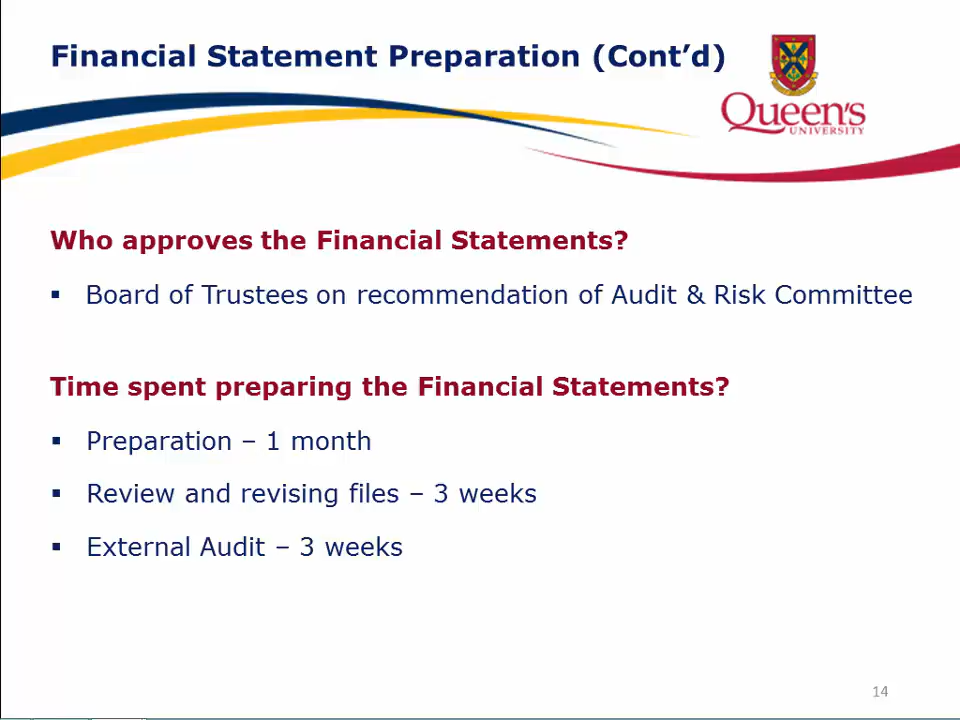 Financial Statement Preparation (Cont’d)
Queen's
UNIVERSITY
Who approves the Financial Statements?
▪ Board of Trustees on recommendation of Audit & Risk Committee
Time spent preparing the Financial Statements?
▪ Preparation – 1 month
▪ Review and revising files – 3 weeks
▪ External Audit – 3 weeks
14